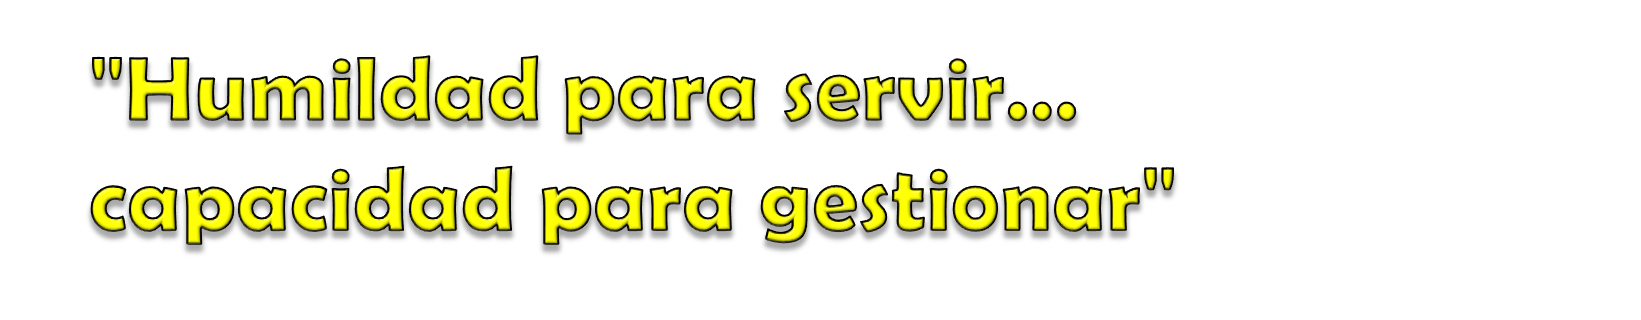 "Humildad para servir...
capacidad para gestionar"